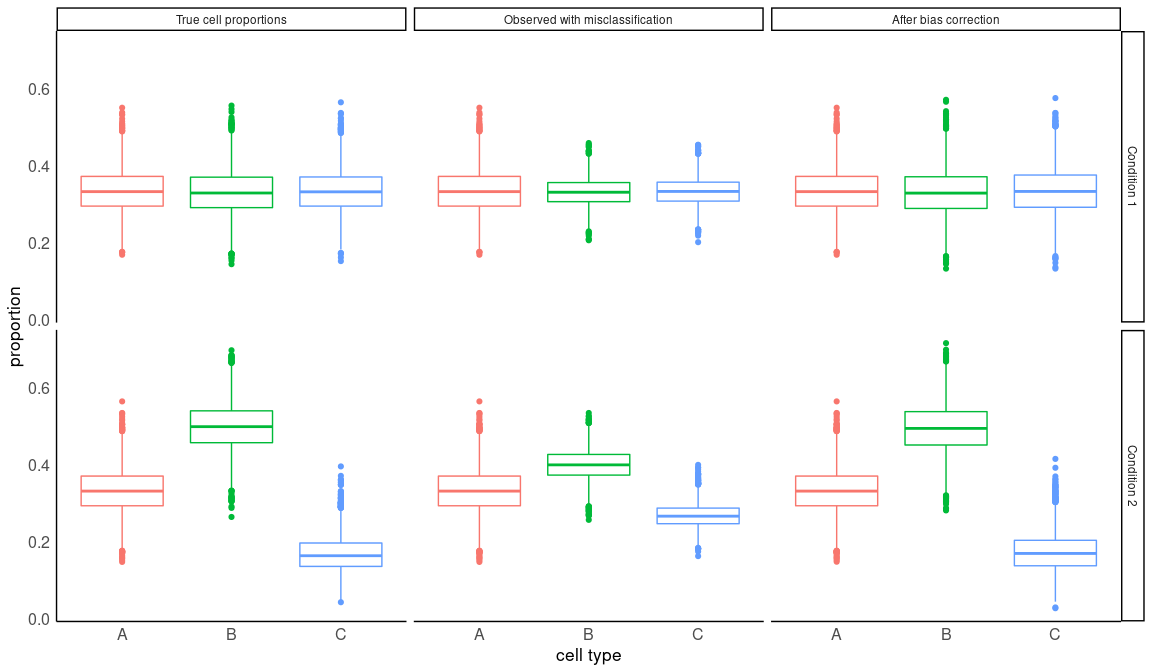 True cell proportions
Observed with misclassification
After bias correction
proportion
0.6
0.4
0.2
0.0
Condition 1
0.6
0.4
0.2
0.0
Condition 2
A
B
C
A
B
C
A
B
C
cell type